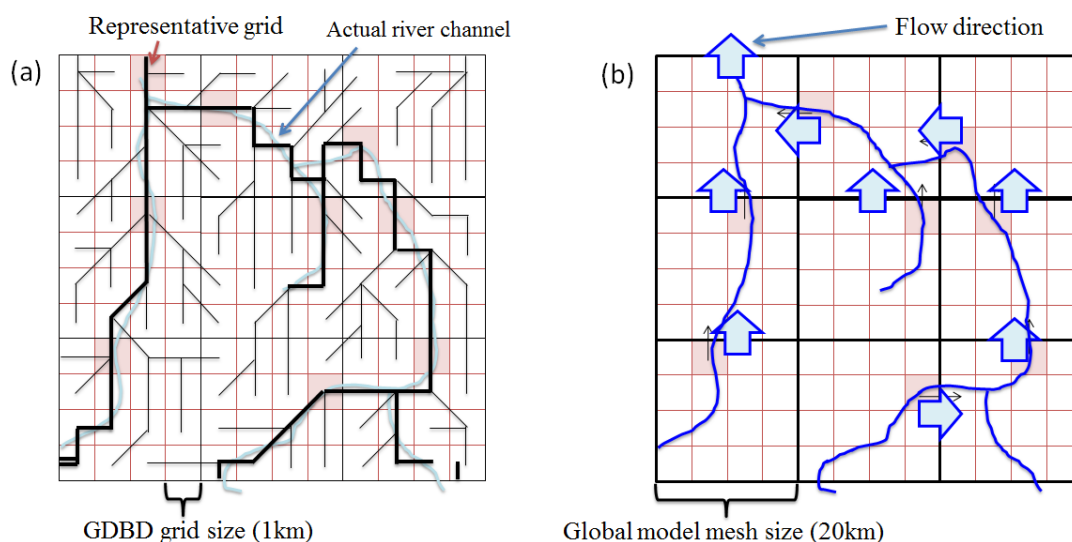 Representative grid
Actual river channel
Flow direction
(a)
(b)
GDBD grid size (1km)
Global model mesh size (20km)